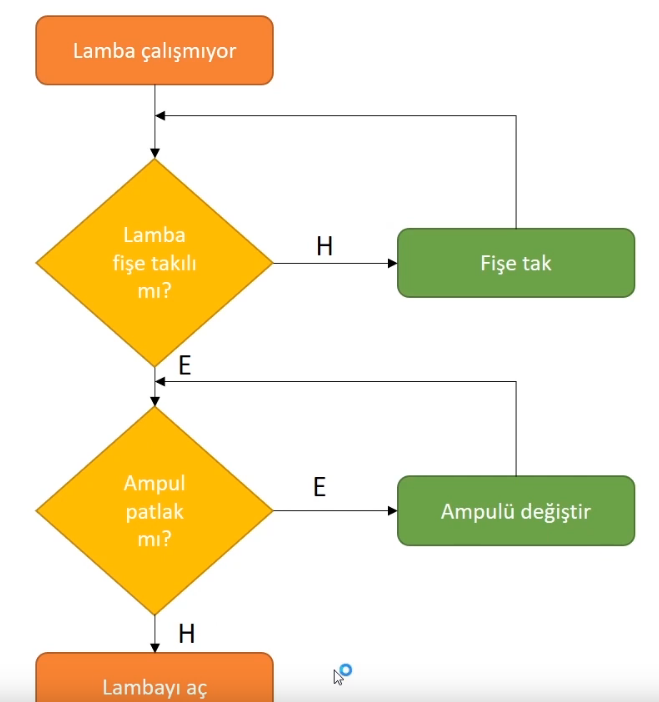 Lamba çalışmıyor
Lamba
fişe takılı
mı?
H
Fişe tak
E
Ampul
patlak
mı?
E
Ampulü değiştir
H
Lambayı aç